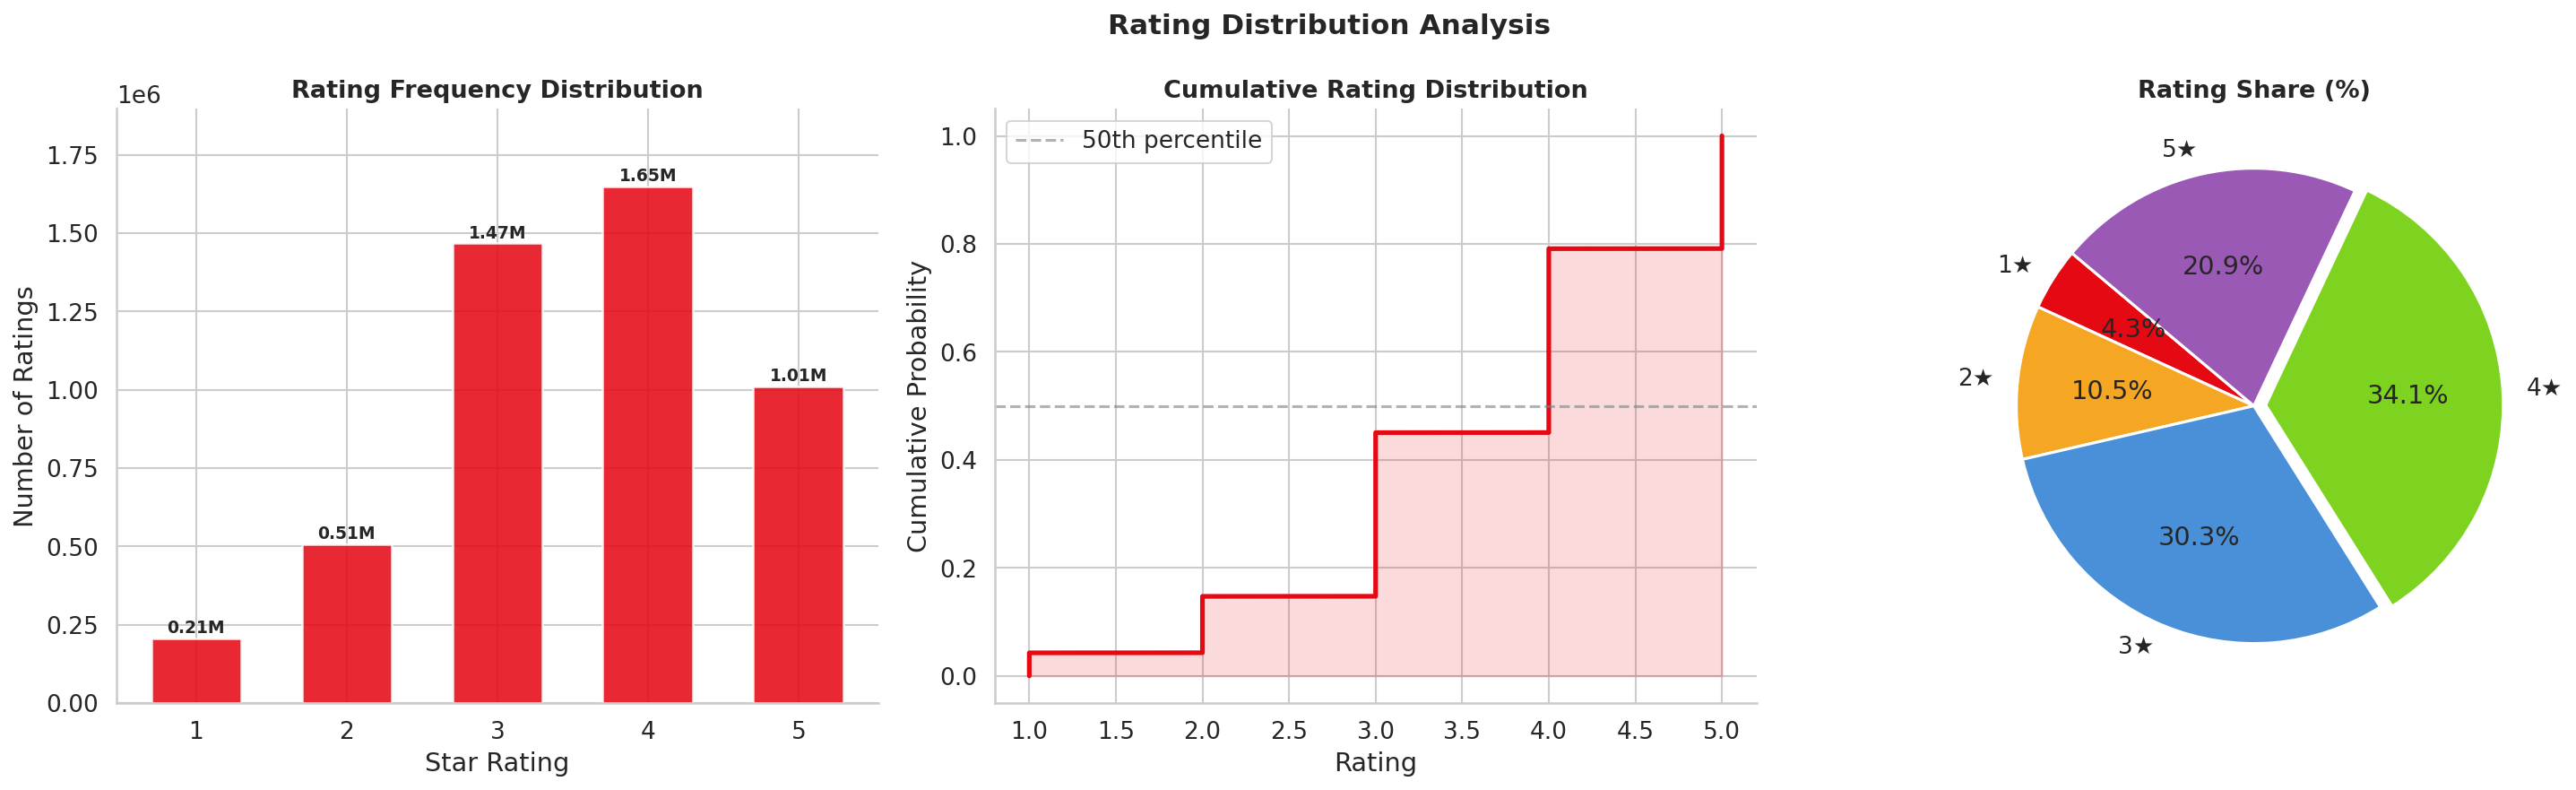 Rating Distribution Analysis
Rating Frequency Distribution
1e6
1.75
1.50
1.25
1.00
0.75
0.50
0.25
0.00
Number of Ratings
0.21M
0.51M
1.47M
1.65M
1.01M
1 2 3 4 5
Star Rating
Cumulative Rating Distribution
50th percentile
1.0
0.8
0.6
0.4
0.2
0.0
Cumulative Probability
1.0 1.5 2.0 2.5 3.0 3.5 4.0 4.5 5.0
Rating
Rating Share (%)
5★
20.9%
1★
4.3%
2★
10.5%
34.1%
4★
30.3%
3★